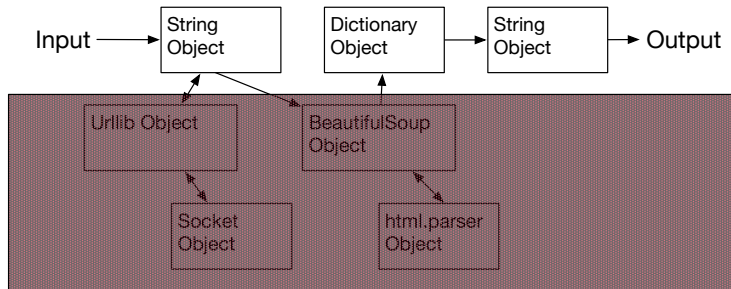 Input
String
Object
Dictionary
Object
String
Object
Output
Urllib Object
BeautifulSoup
Object
Socket
Object
html.parser
Object